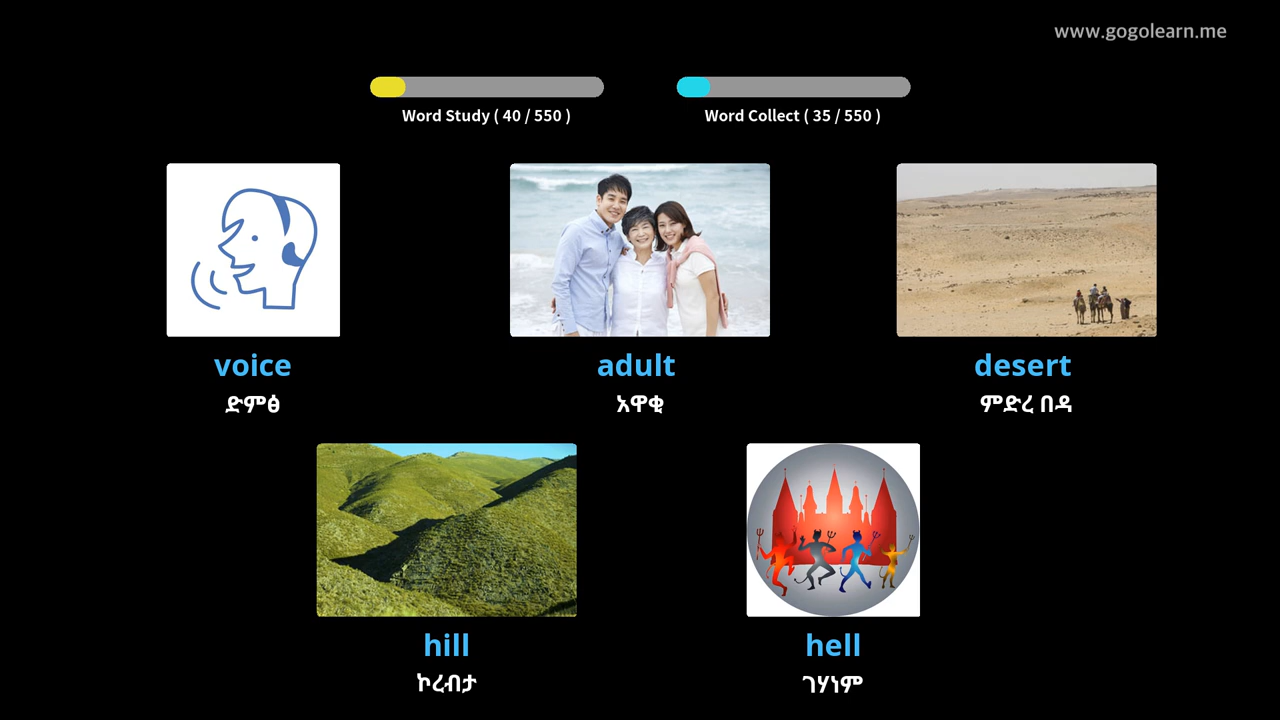 www.gogolearn.me
Word Study ( 40 / 550 )
Word Collect ( 35 / 550 )
voice
ድምፅ
adult
አዋቂ
desert
ምድረ በዳ
hill
ኮረብታ
hell
ገሃነም